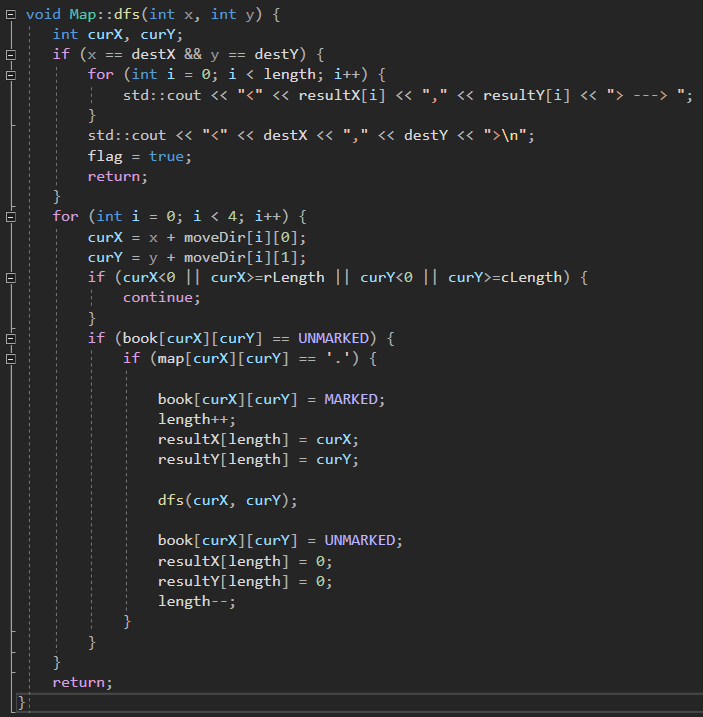 void Map::dfs(int x, int y) {
    int curX, curY;
    if (x == destX && y == destY) {
        for (int i = 0; i < length; i++) {
            std::cout << "<" << resultX[i] << "," << resultY[i] << "> ---> ";
        }
        std::cout << "<" << destX << "," << destY << ">\n";
        flag = true;
        return;
    }
    for (int i = 0; i < 4; i++) {
        curX = x + moveDir[i][0];
        curY = y + moveDir[i][1];
        if (curX<0 || curX>=rLength || curY<0 || curY>=cLength) {
            continue;
        }
        if (book[curX][curY] == UNMARKED) {
            if (map[curX][curY] == '.') {
                book[curX][curY] = MARKED;
                length++;
                resultX[length] = curX;
                resultY[length] = curY;
                dfs(curX, curY);
                book[curX][curY] = UNMARKED;
                resultX[length] = 0;
                resultY[length] = 0;
                length--;
            }
        }
    }
    return;
}